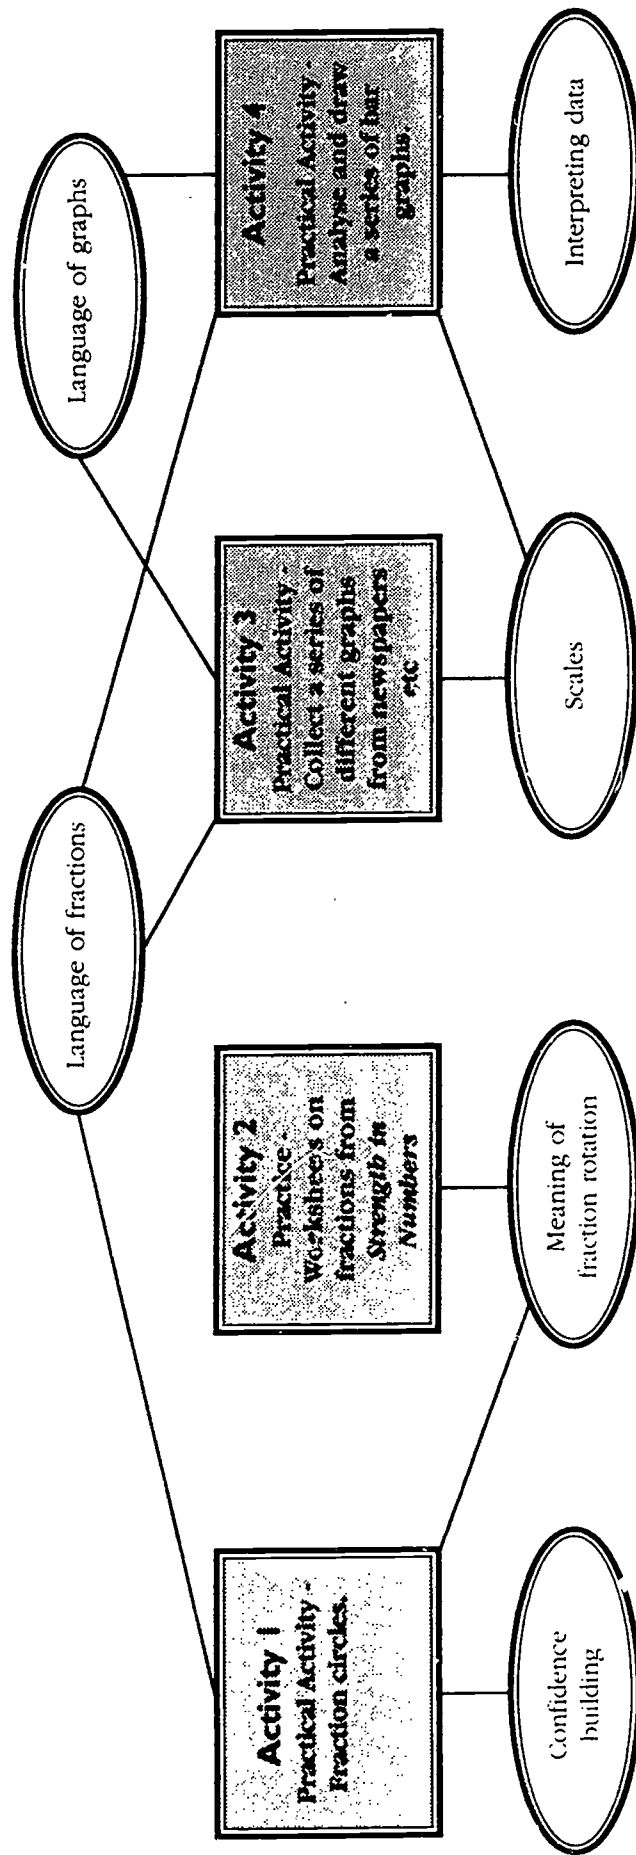 Language of fractions
Language of graphs
Activity 1
Practical Activity -
Fraction circles.
Activity 2
Practice -
Worksheets on
fractions from
Strength in
Numbers
Activity 3
Practical Activity -
Collect a series of
different graphs
from newspapers
etc
Activity 4
Practical Activity -
Analyse and draw
a series of bar
graphs.
Confidence
building
Meaning of
fraction rotation
Scales
Interpreting data